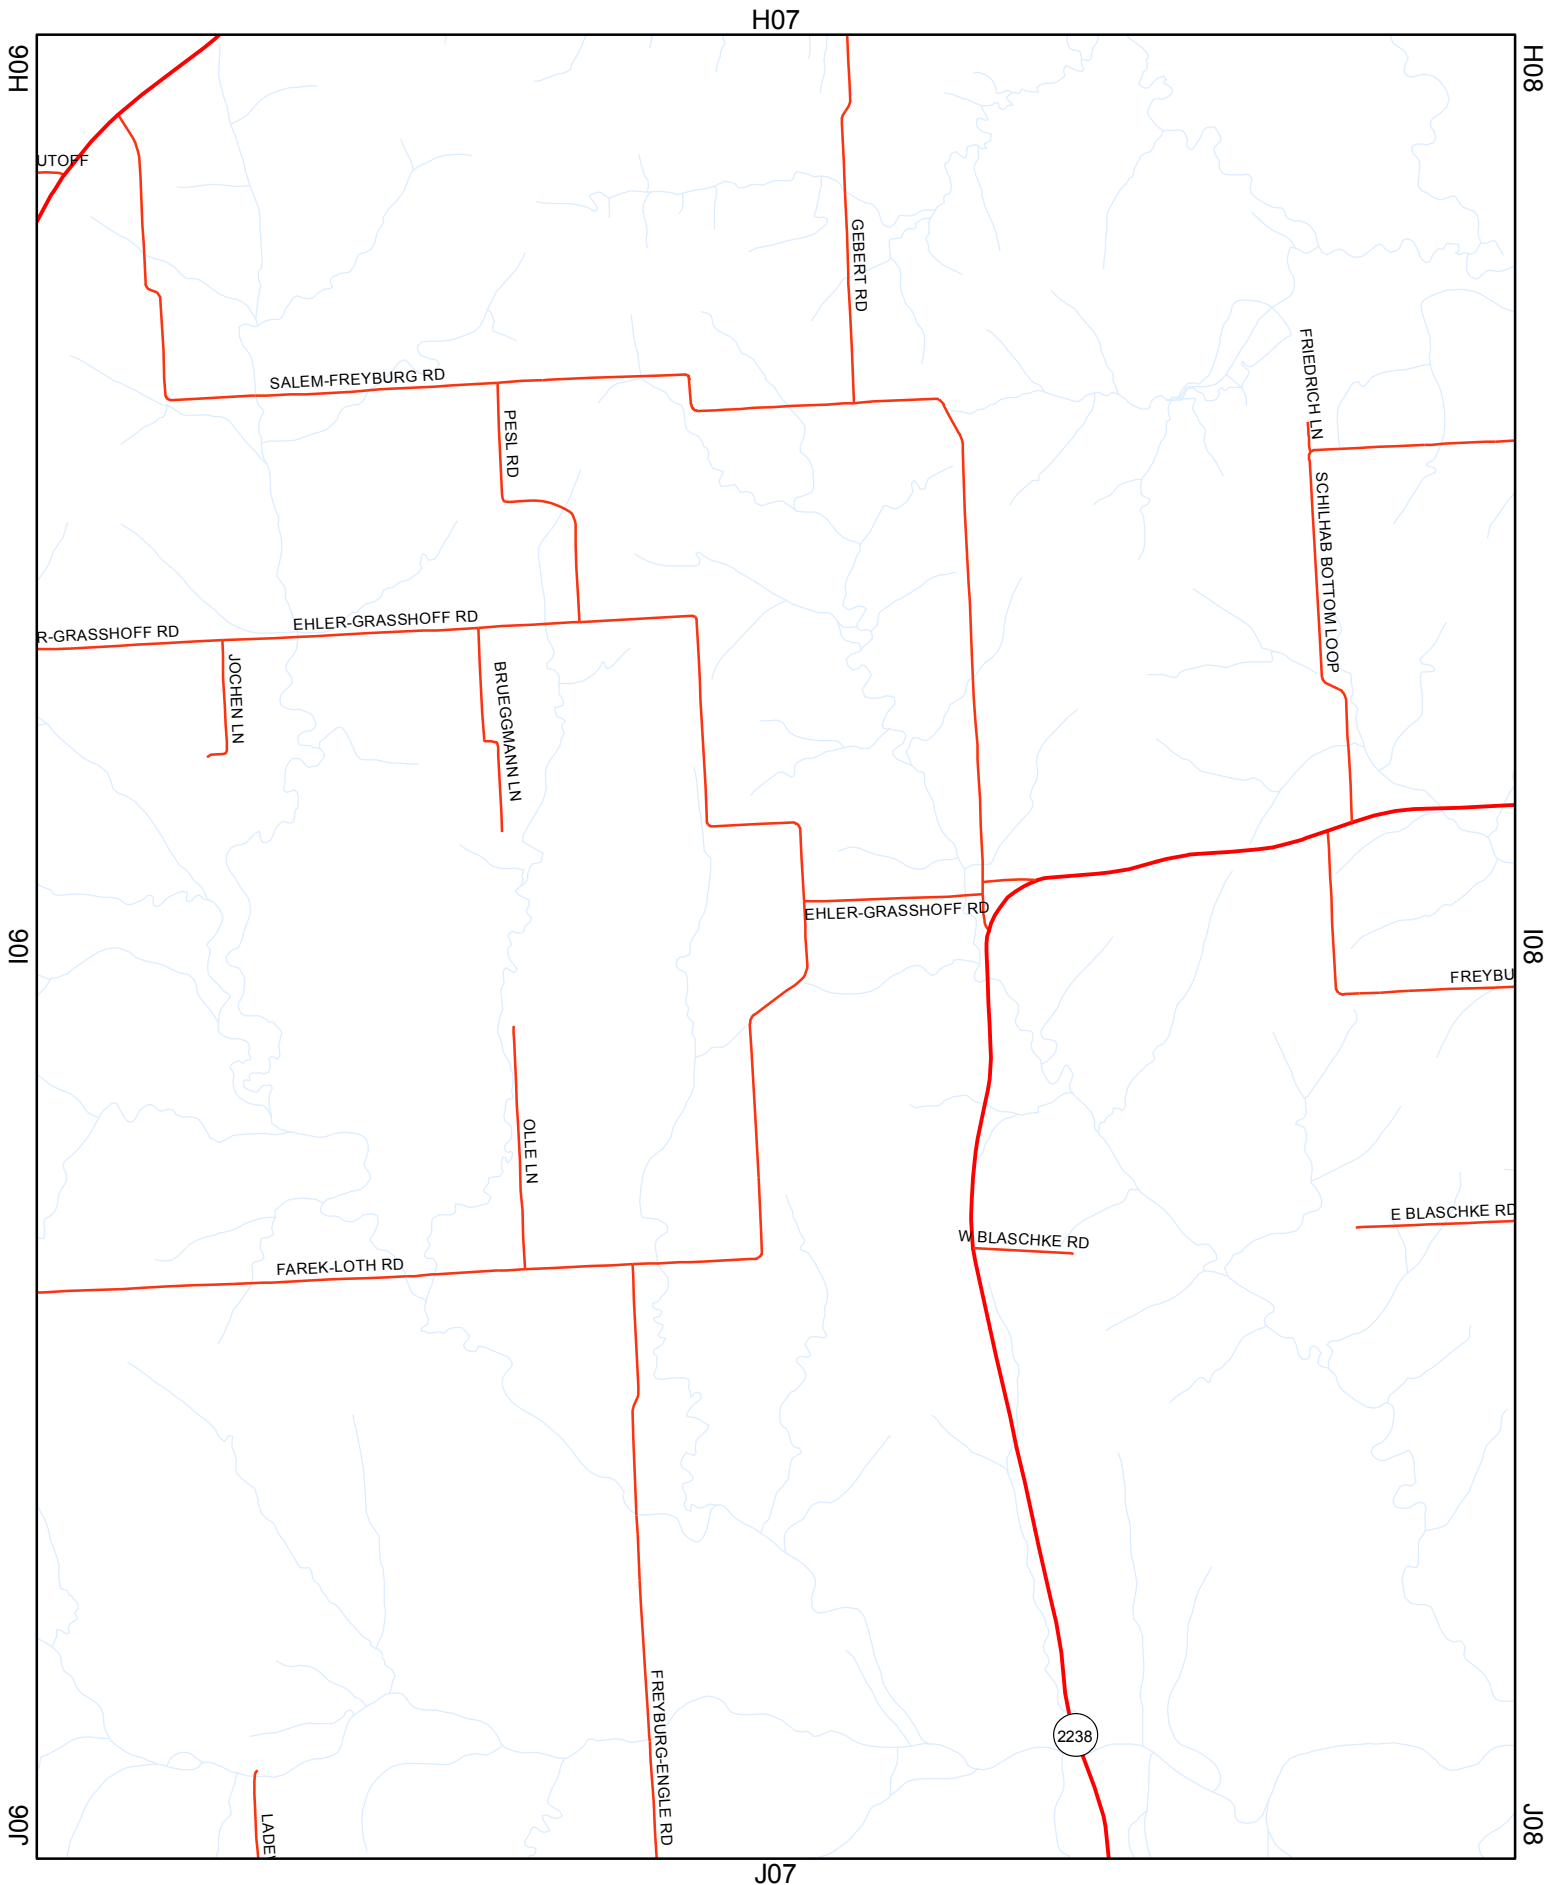 H07
H06
H08
UTOFF
GEBERT RD
FRIEDRICH LN
SALEM-FREYBURG RD
PESL RD
SCHILHAB BOTTOM LOOP
R-GRASSHOFF RD
EHLER-GRASSHOFF RD
JOCHEN LN
BRUEGGMANN LN
EHLER-GRASSHOFF RD
I06
I08
FREYBU
OLLE LN
E BLASCHKE RD
W BLASCHKE RD
FAREK-LOTH RD
FREYBURG-ENGLE RD
2238
LADE
J06
J08
J07